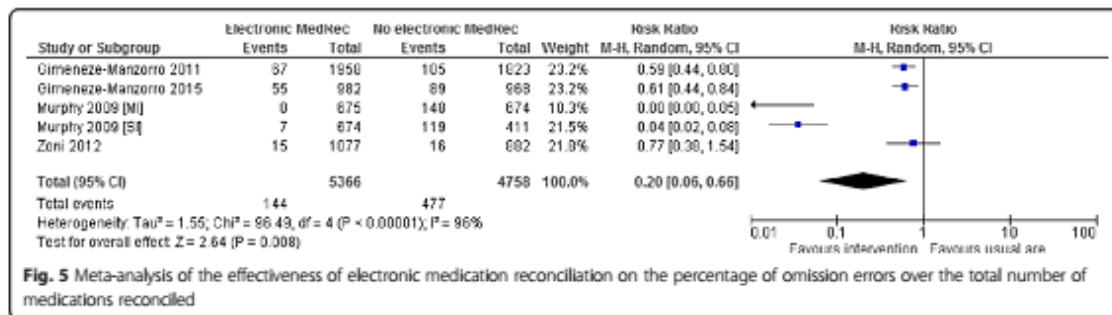 Electronic MedRec No electronic MedRec Risk Ratio Risk Ratio
Study or Subgroup Events Total Events Total Weight M-H, Random, 95% CI M-H, Random, 95% CI
Gimeneze-Manzorro 2011 67 1958 105 1823 23.2% 0.59 [0.44, 0.80]
Gimeneze-Manzorro 2015 55 982 89 968 23.2% 0.61 [0.44, 0.84]
Murphy 2009 [MI] 0 675 148 674 10.3% 0.00 [0.00, 0.05]
Murphy 2009 [SI] 7 674 119 411 21.5% 0.04 [0.02, 0.08]
Zoni 2012 15 1077 16 882 21.8% 0.77 [0.38, 1.54]
Total (95% CI) 5366 4758 100.0% 0.20 [0.06, 0.66]
Total events 144 477
Heterogeneity: Tau² = 1.55; Chi² = 96.49, df = 4 (P < 0.00001); I² = 96%
Test for overall effect: Z = 2.64 (P = 0.008)
0.01 0.1 1 10 100
Favours intervention Favours usual are
Fig. 5 Meta-analysis of the effectiveness of electronic medication reconciliation on the percentage of omission errors over the total number of
medications reconciled